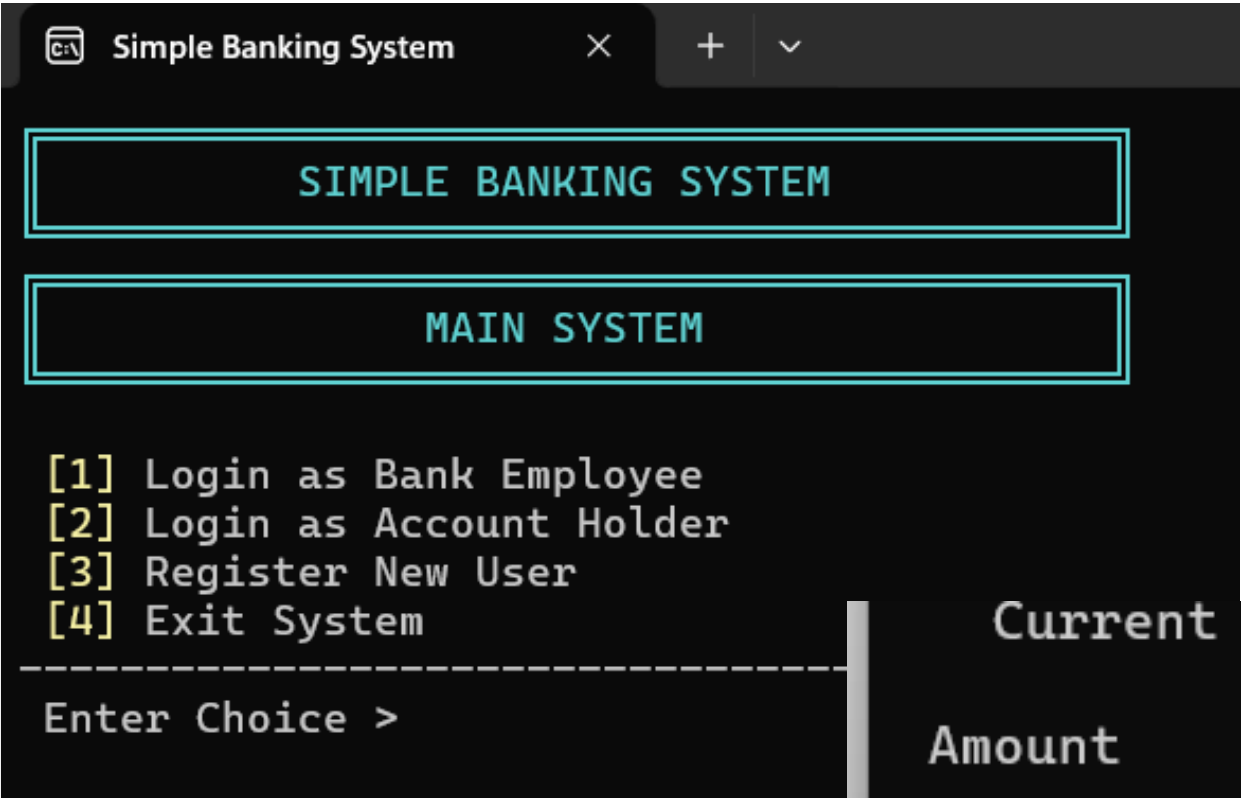 Simple Banking System
SIMPLE BANKING SYSTEM
MAIN SYSTEM
[1] Login as Bank Employee
[2] Login as Account Holder
[3] Register New User
[4] Exit System
---------------------------------
Enter Choice >
Current
Amount